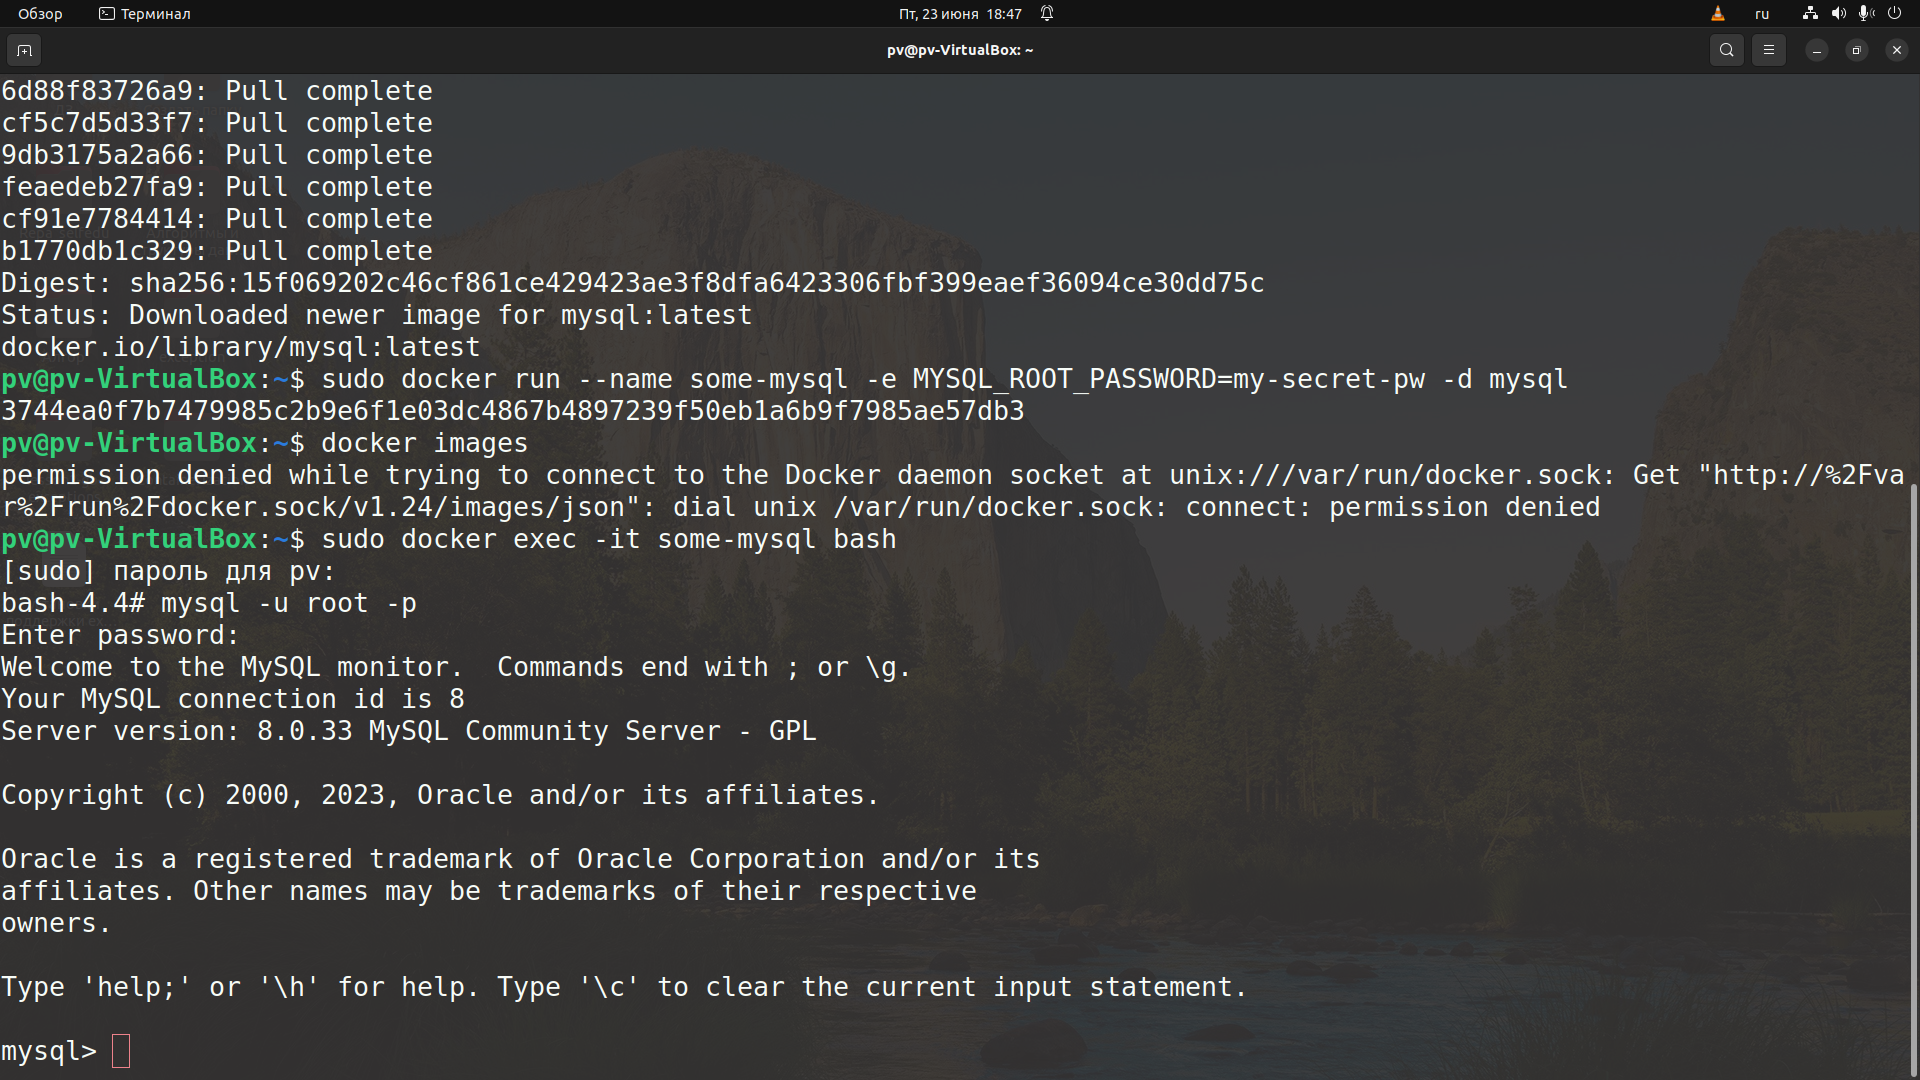 Обзор
Терминал
Пт, 23 июня 18:47
ru
pv@pv-VirtualBox: ~
6d88f83726a9: Pull complete
cf5c7d5d33f7: Pull complete
9db3175a2a66: Pull complete
feaedeb27fa9: Pull complete
cf91e7784414: Pull complete
b1770db1c329: Pull complete
Digest: sha256:15f069202c46cf861ce429423ae3f8dfa6423306fbf399eaef36094ce30dd75c
Status: Downloaded newer image for mysql:latest
docker.io/library/mysql:latest
pv@pv-VirtualBox:~$ sudo docker run --name some-mysql -e MYSQL_ROOT_PASSWORD=my-secret-pw -d mysql
3744ea0f7b7479985c2b9e6f1e03dc4867b4897239f50eb1a6b9f7985ae57db3
pv@pv-VirtualBox:~$ docker images
permission denied while trying to connect to the Docker daemon socket at unix:///var/run/docker.sock: Get "http://%2Fva
r%2Frun%2Fdocker.sock/v1.24/images/json": dial unix /var/run/docker.sock: connect: permission denied
pv@pv-VirtualBox:~$ sudo docker exec -it some-mysql bash
[sudo] пароль для pv:
bash-4.4# mysql -u root -p
Enter password:
Welcome to the MySQL monitor.  Commands end with ; or \g.
Your MySQL connection id is 8
Server version: 8.0.33 MySQL Community Server - GPL
Copyright (c) 2000, 2023, Oracle and/or its affiliates.
Oracle is a registered trademark of Oracle Corporation and/or its
affiliates. Other names may be trademarks of their respective
owners.
Type 'help;' or '\h' for help. Type '\c' to clear the current input statement.
mysql>